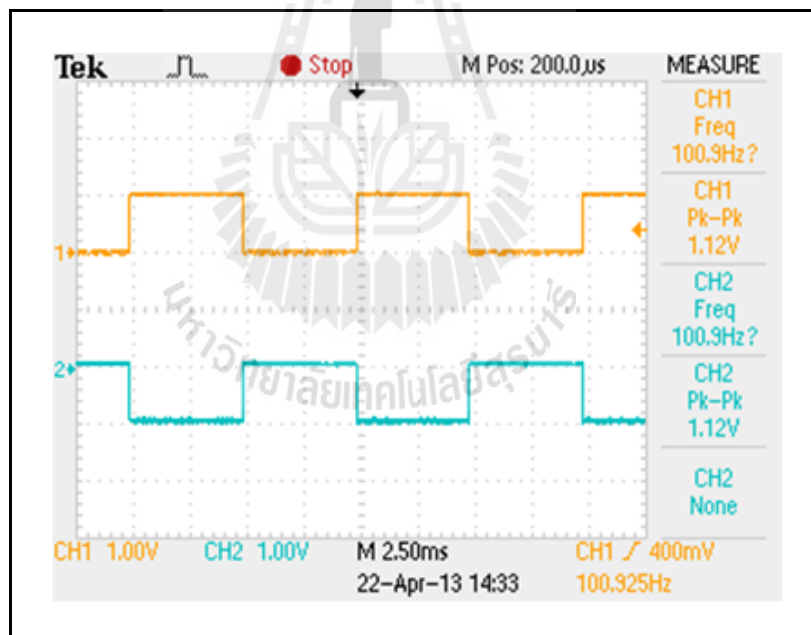 Tek Stop M Pos: 200.0µs MEASURE
CH1
Freq
100.9Hz?
CH1
Pk-Pk
1.12V
CH2
Freq
100.9Hz?
CH2
Pk-Pk
1.12V
CH2
None
1
2
มหาวิทยาลัยเทคโนโลยีสุรนารี
CH1 1.00V CH2 1.00V M 2.50ms CH1 400mV
22-Apr-13 14:33 100.925Hz